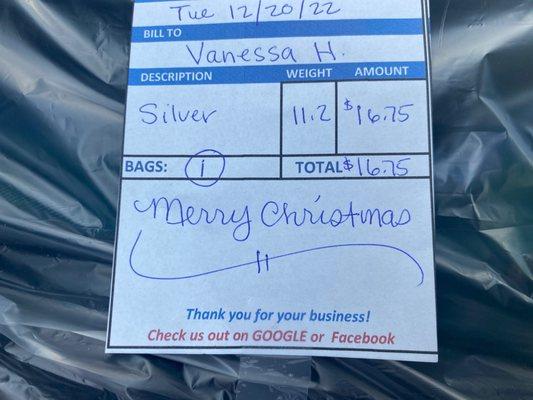 Tue 12/20/22
BILL TO
Vanessa H.
DESCRIPTION WEIGHT AMOUNT
Silver 11.2 $16.75
BAGS: 1 TOTAL $16.75
Merry Christmas
Thank you for your business!
Check us out on GOOGLE or Facebook